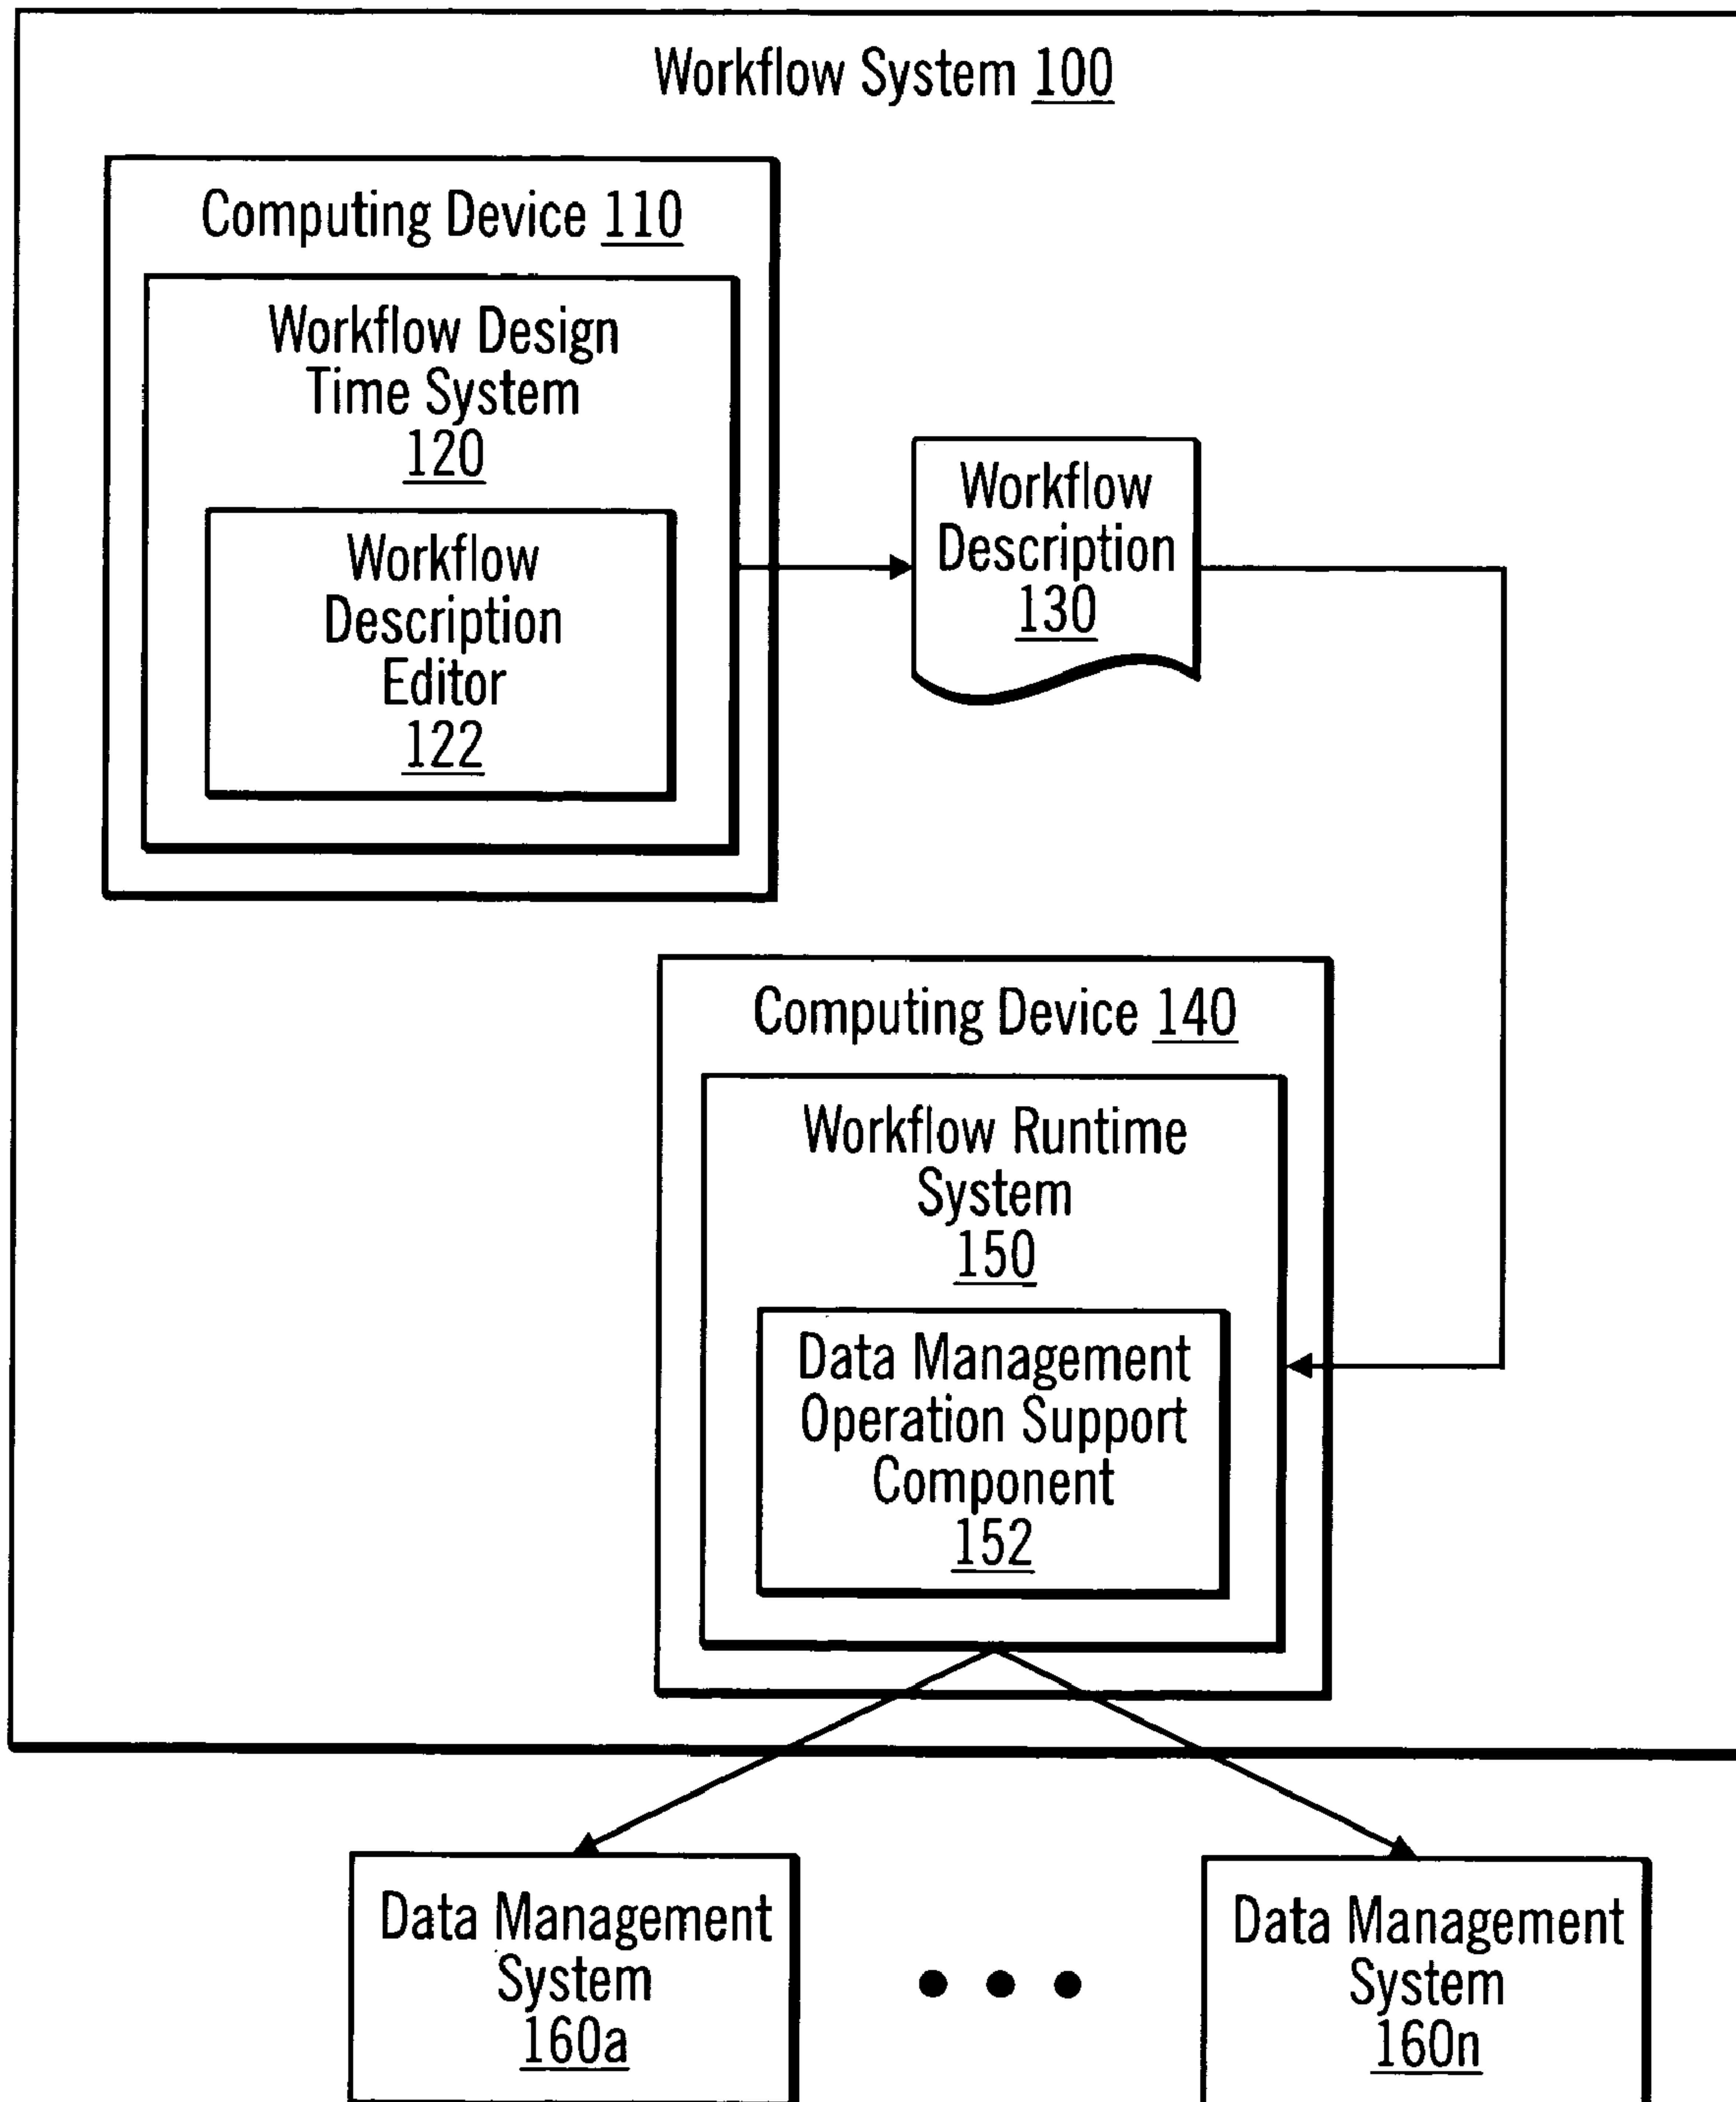 Workflow System 100
Computing Device 110
Workflow Design
Time System
120
Workflow
Description
Editor
122
Workflow
Description
130
Computing Device 140
Workflow Runtime
System
150
Data Management
Operation Support
Component
152
Data Management
System
160a
Data Management
System
160n